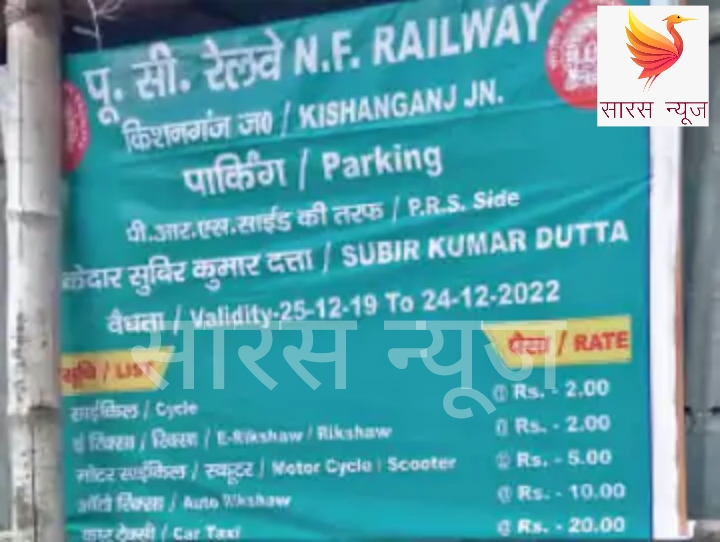 पू. सी. रेलवे N.F. RAILWAY
सारस न्यूज
किशनगंज ज० / KISHANGANJ JN.
पार्किंग / Parking
पी.आर.एस.साईड की तरफ / P.R.S. Side
केदार सुविर कुमार दत्ता / SUBIR KUMAR DUTTA
वैधता / Validity-25-12-19 To 24-12-2022
सारस न्यूज
सूचि / LIST पैसा / RATE
साईकिल / Cycle @ Rs. - 2.00
ई रिक्सा / रिक्सा / E-Rikshaw / Rikshaw @ Rs. - 2.00
मोटर साईकिल / स्कूटर / Motor Cycle / Scooter @ Rs. - 5.00
ऑटो रिक्सा / Auto Rikshaw @ Rs. - 10.00
कार टेक्सी / Car Taxi @ Rs. - 20.00